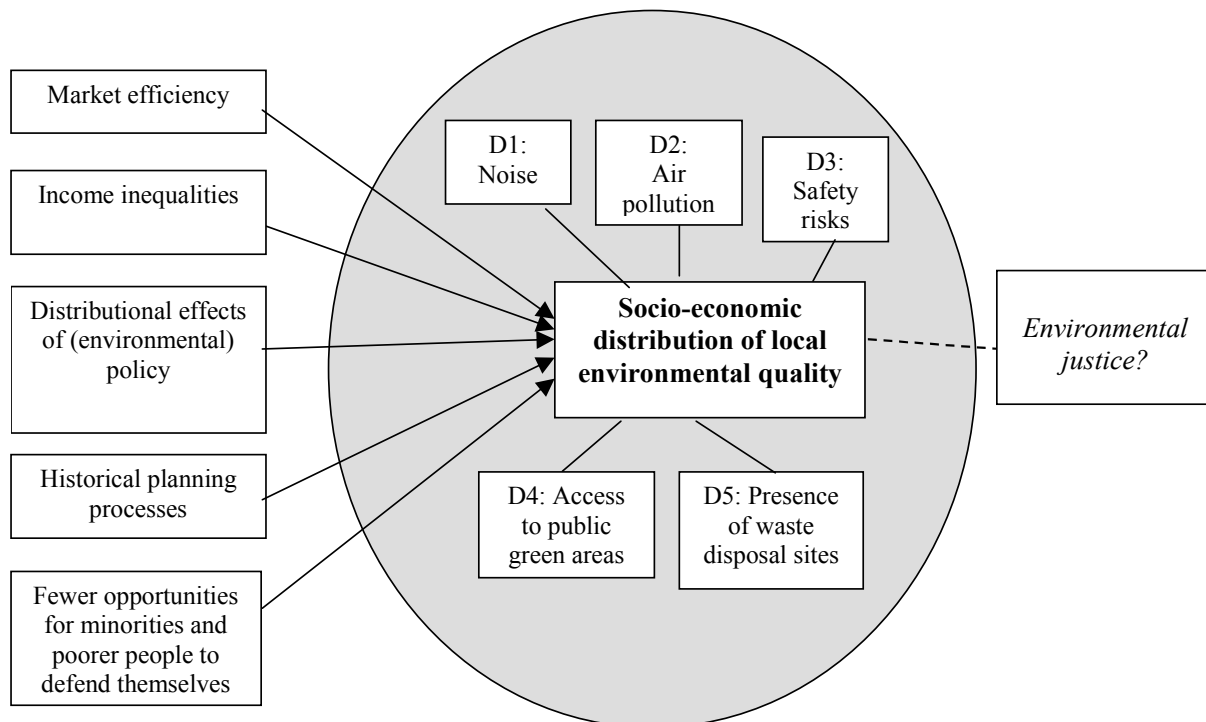 Market efficiency
Income inequalities
Distributional effects
of (environmental)
policy
Historical planning
processes
Fewer opportunities
for minorities and
poorer people to
defend themselves
D1:
Noise
D2:
Air
pollution
D3:
Safety
risks
Socio-economic
distribution of local
environmental quality
D4: Access
to public
green areas
D5: Presence
of waste
disposal sites
Environmental
justice?